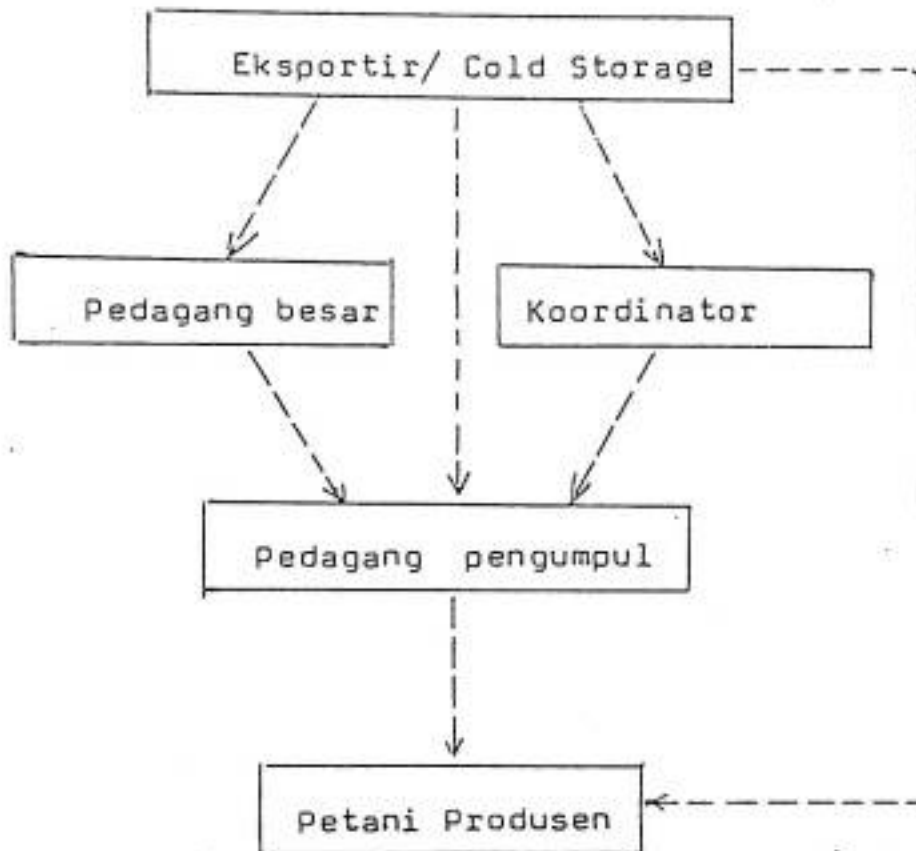 Eksportir/ Cold Storage
Pedagang besar
Koordinator
Pedagang pengumpul
Petani Produsen